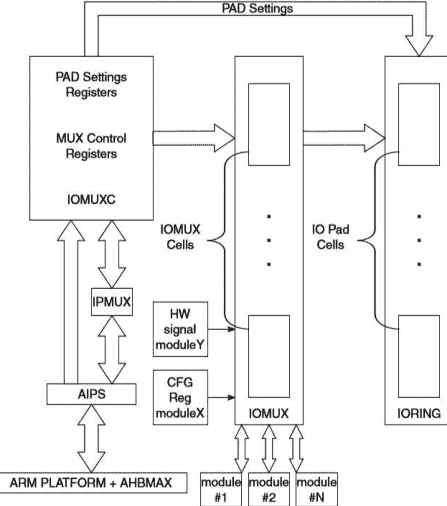 PAD Settings
PAD Settings
Registers
MUX Control
Registers
IOMUXC
IOMUX
Cells
IO Pad
Cells
IPMUX
HW
signal
moduleY
CFG
Reg
moduleX
AIPS
IOMUX
IORING
ARM PLATFORM + AHBMAX
module
#1
module
#2
module
#N